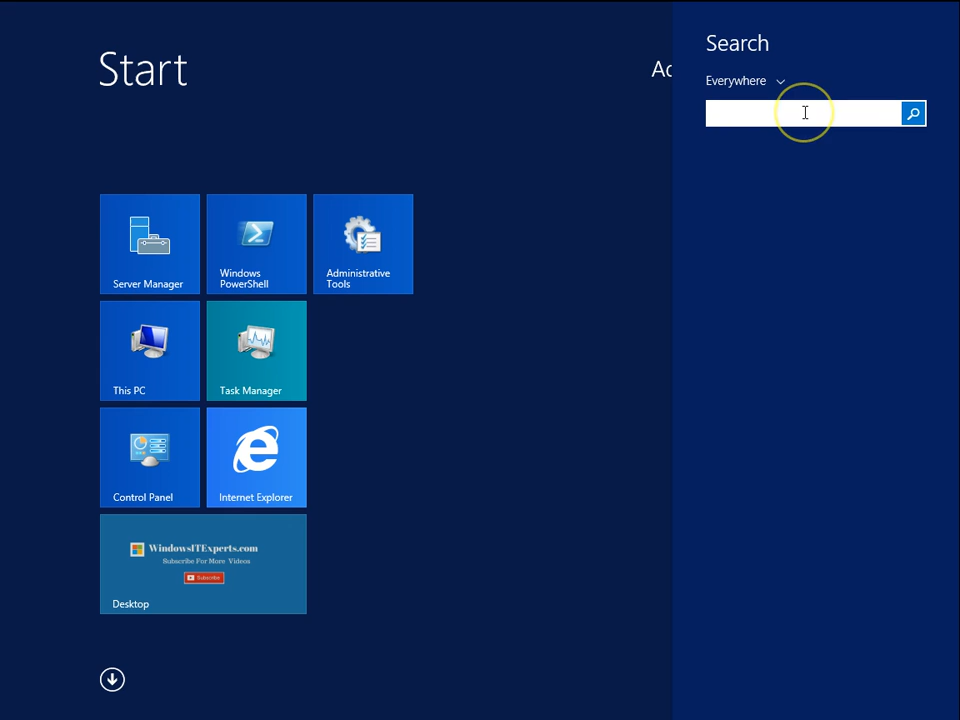 Start
Ad
Search
Everywhere
Server Manager
Windows
PowerShell
Administrative
Tools
This PC
Task Manager
Control Panel
Internet Explorer
WindowsITExperts.com
Subscribe For More Videos
Subscribe
Desktop